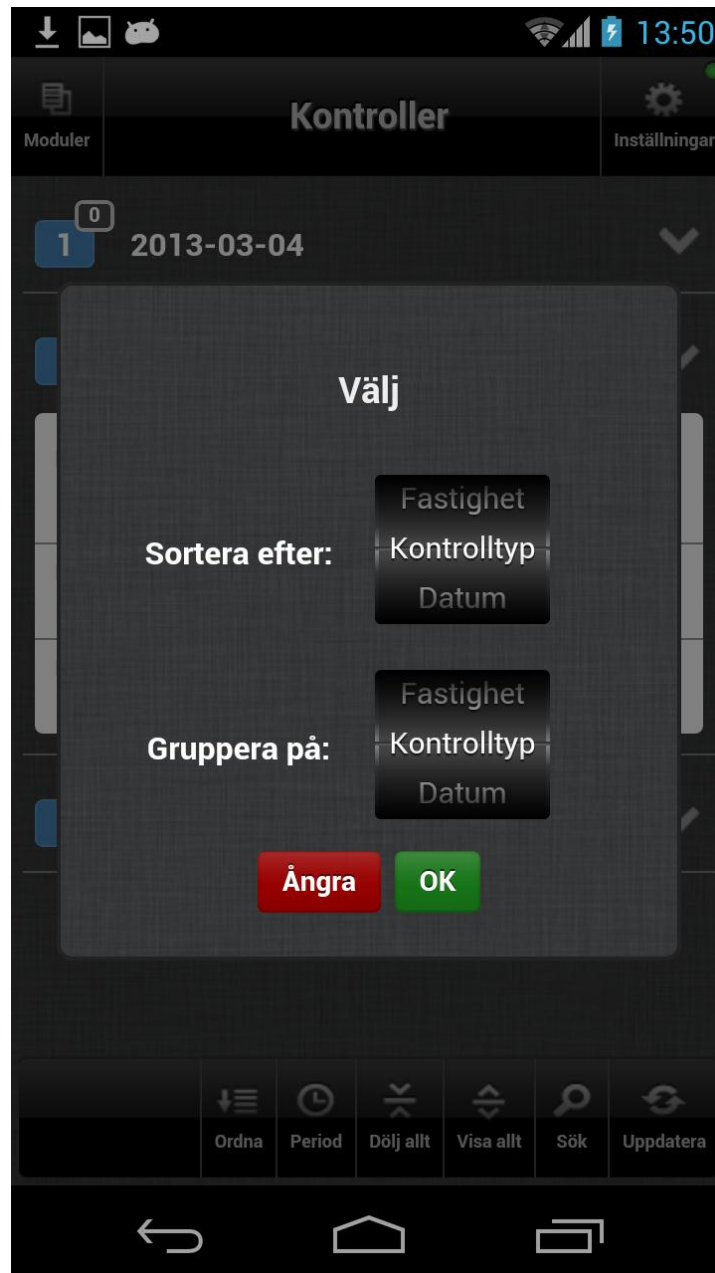 13:50
Moduler
Kontroller
Inställningar
0
1
2013-03-04
Välj
Sortera efter:
Fastighet
Kontrolltyp
Datum
Gruppera på:
Fastighet
Kontrolltyp
Datum
Ångra
OK
Ordna
Period
Dölj allt
Visa allt
Sök
Uppdatera